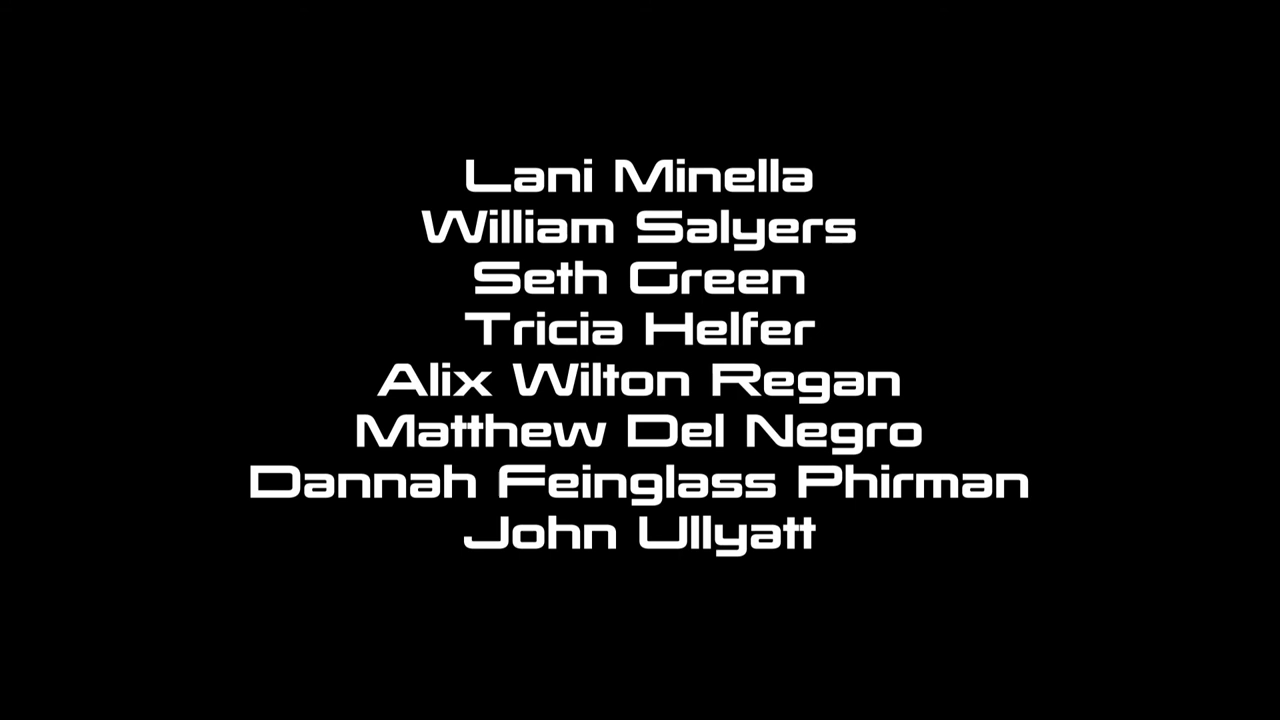 Lani Minella
William Salyers
Seth Green
Tricia Helfer
Alix Wilton Regan
Matthew Del Negro
Dannah Feinglass Phirman
John Ullyatt